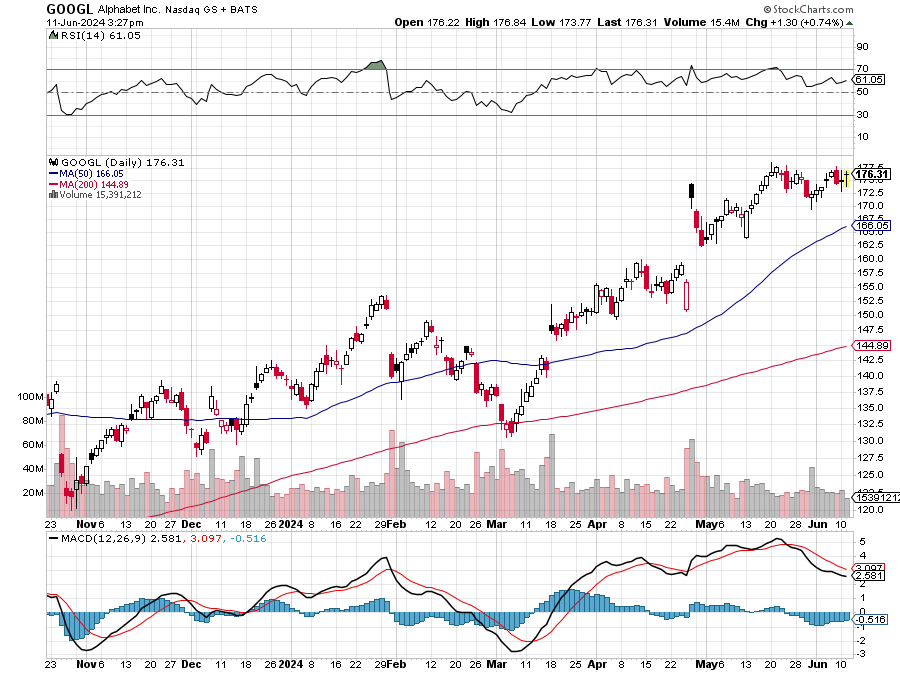 GOOGL Alphabet Inc. Nasdaq GS + BATS © StockCharts.com
11-Jun-2024 3:27pm Open 176.22 High 176.84 Low 173.77 Last 176.31 Volume 15.4M Chg +1.30 (+0.74%)
RSI(14) 61.05
90
70
61.05
50
30
10
GOOGL (Daily) 176.31
MA(50) 166.05
MA(200) 144.89
Volume 15,391,212
177.5
176.31
172.5
170.0
167.5
166.05
162.5
160.0
157.5
155.0
152.5
150.0
147.5
144.89
142.5
140.0
137.5
135.0
132.5
130.0
127.5
125.0
15391212
120.0
100M
80M
60M
40M
20M
23 Nov 6 13 20 27 Dec 11 18 26 2024 8 16 22 29 Feb 12 20 26 Mar 11 18 25 Apr 8 15 22 May 6 13 20 28 Jun 10
MACD(12,26,9) 2.581, 3.097, -0.516
5
4
3.097
2.581
2
1
0
-0.516
-1
-2
-3
23 Nov 6 13 20 27 Dec 11 18 26 2024 8 16 22 29 Feb 12 20 26 Mar 11 18 25 Apr 8 15 22 May 6 13 20 28 Jun 10